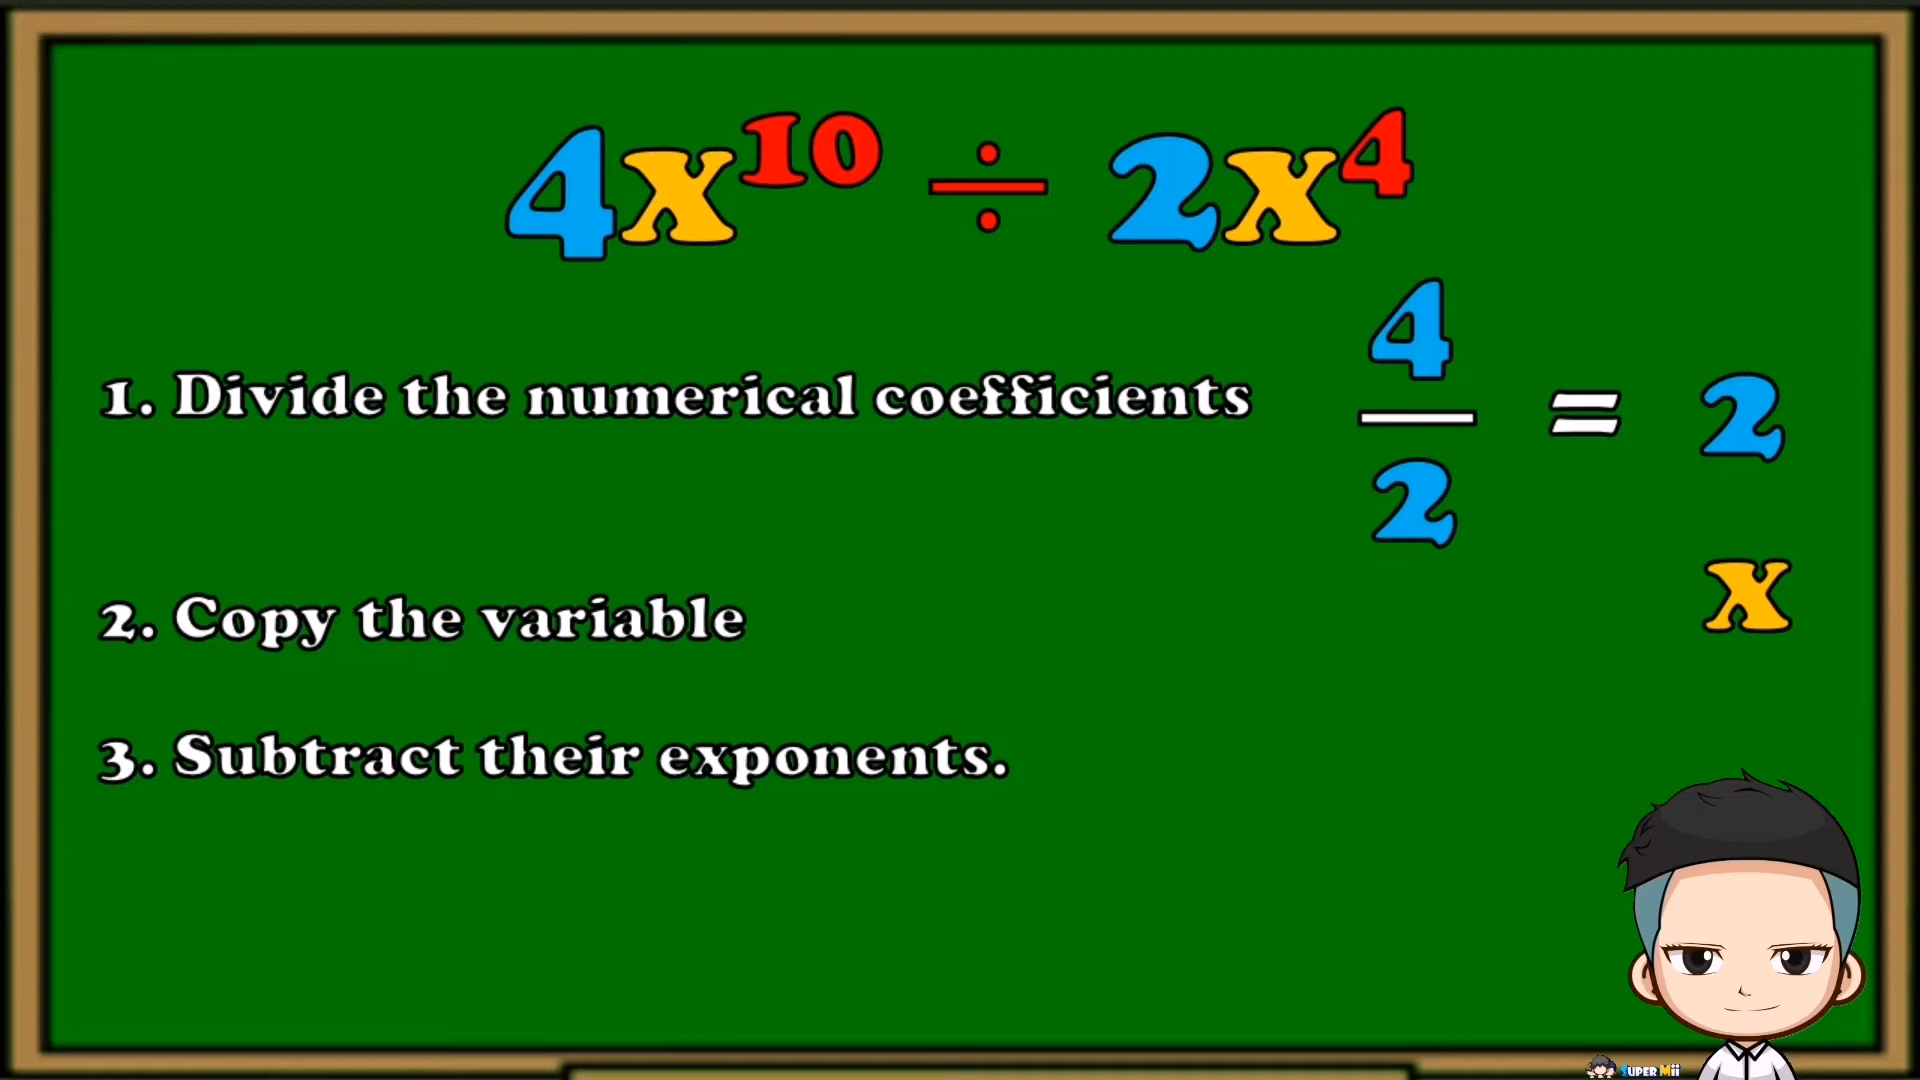 4x¹⁰ ÷ 2x⁴
1. Divide the numerical coefficients
4
2
= 2
2. Copy the variable
x
3. Subtract their exponents.
SUPER Mii